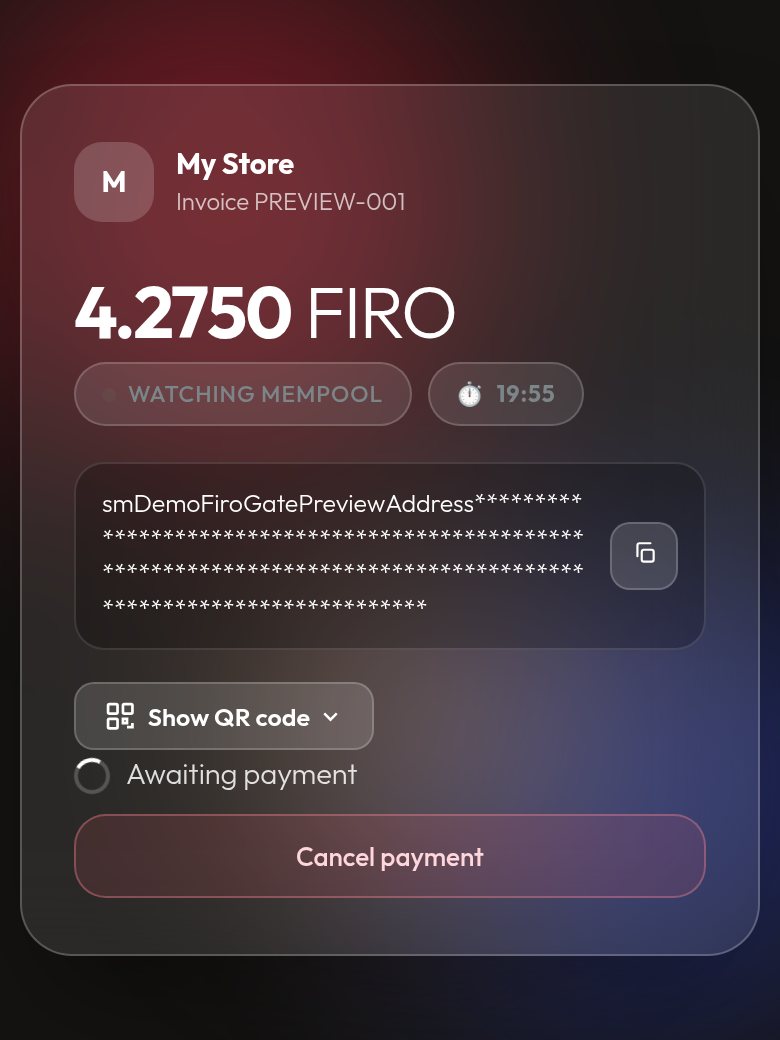 M
My Store
Invoice PREVIEW-001
4.2750 FIRO
WATCHING MEMPOOL
19:55
smDemoFiroGatePreviewAddress*********
****************************************
****************************************
***************************
Show QR code
Awaiting payment
Cancel payment